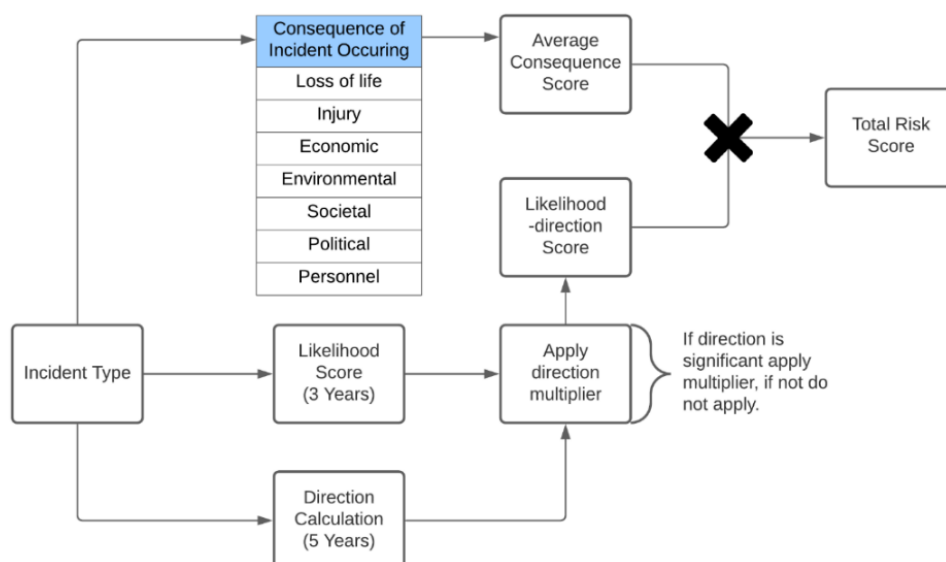 Consequence of
Incident Occuring
Loss of life
Injury
Economic
Environmental
Societal
Political
Personnel
Average
Consequence
Score
Total Risk
Score
Likelihood
-direction
Score
Incident Type
Likelihood
Score
(3 Years)
Apply
direction
multiplier
If direction is
significant apply
multiplier, if not do
not apply.
Direction
Calculation
(5 Years)